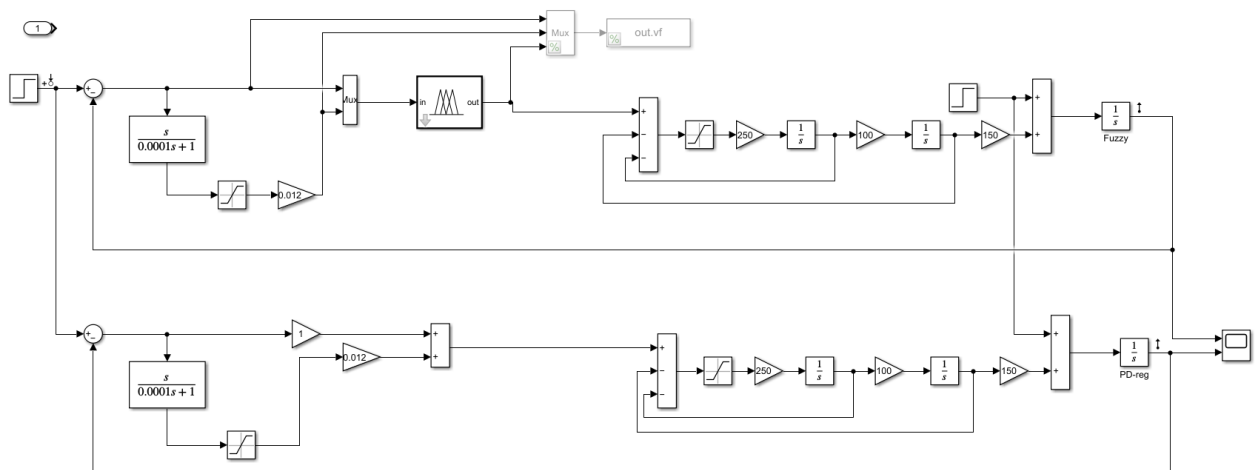 1
Mux
out.vf
+
−
Mux
in
out
s
0.0001s + 1
0.012
+
−
−
250
1
s
100
1
s
150
+
+
1
s
Fuzzy
+
−
1
+
+
0.012
s
0.0001s + 1
+
−
−
250
1
s
100
1
s
150
+
+
1
s
PD-reg